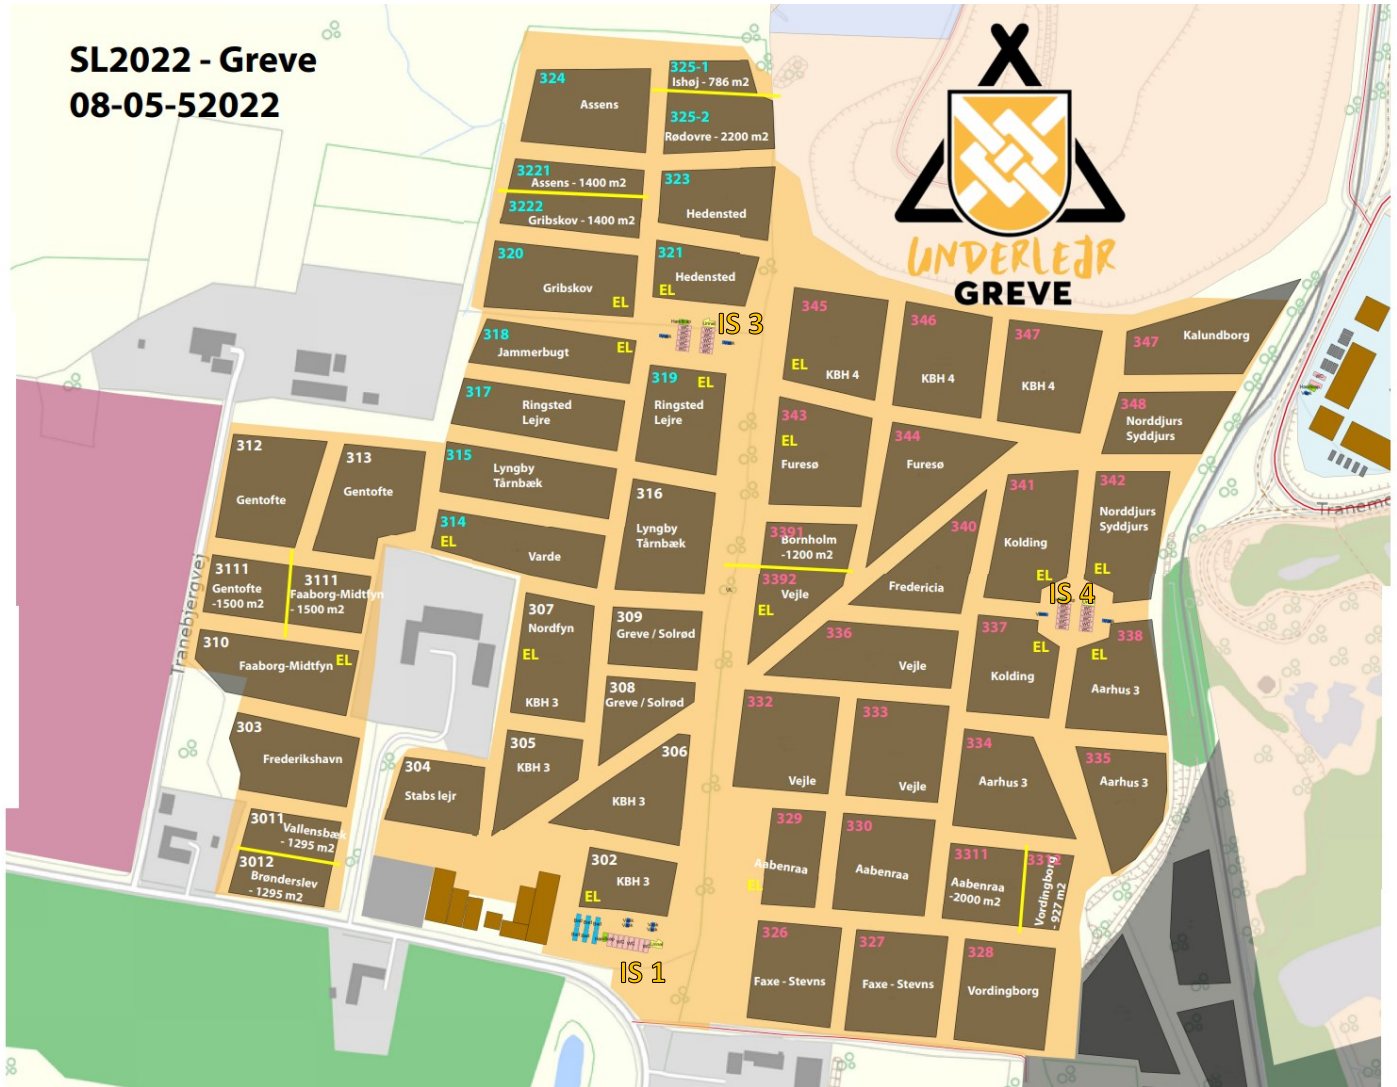 SL2022 - Greve
08-05-52022
UNDERLEJR
GREVE
324
Assens
325-1
Ishøj - 786 m2
325-2
Rødovre - 2200 m2
3221
Assens - 1400 m2
3222
Gribskov - 1400 m2
323
Hedensted
320
Gribskov
EL
321
Hedensted
EL
IS 3
318
Jammerbugt
EL
317
Ringsted
Lejre
319
EL
Ringsted
Lejre
315
Lyngby
Tårnbæk
314
EL
Varde
316
Lyngby
Tårnbæk
345
EL
KBH 4
346
KBH 4
347
KBH 4
347
Kalundborg
348
Norddjurs
Syddjurs
343
EL
Furesø
344
Furesø
341
Kolding
EL
342
Norddjurs
Syddjurs
EL
340
Fredericia
3391
Bornholm
-1200 m2
3392
Vejle
EL
IS 4
312
Gentofte
313
Gentofte
3111
Gentofte
-1500 m2
3111
Faaborg-Midtfyn
- 1500 m2
310
Faaborg-Midtfyn
EL
Tranebjergvej
307
Nordfyn
EL
KBH 3
309
Greve / Solrød
308
Greve / Solrød
336
Vejle
337
EL
Kolding
338
EL
Aarhus 3
303
Frederikshavn
304
Stabs lejr
305
KBH 3
306
KBH 3
332
Vejle
333
Vejle
334
Aarhus 3
335
Aarhus 3
3011
Vallensbæk
- 1295 m2
3012
Brønderslev
- 1295 m2
302
KBH 3
EL
IS 1
329
Aabenraa
EL
330
Aabenraa
3311
Aabenraa
-2000 m2
3312
Vordingborg
- 927 m2
326
Faxe - Stevns
327
Faxe - Stevns
328
Vordingborg